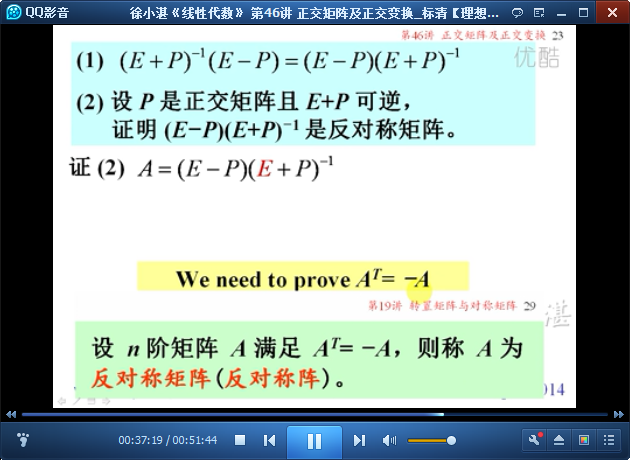 QQ影音
徐小湛《线性代数》 第46讲 正交矩阵及正交变换_标清【理想...
第46讲 正交矩阵及正交变换 23
优酷
(1) (E+P)⁻¹(E−P)=(E−P)(E+P)⁻¹
(2) 设 P 是正交矩阵且 E+P 可逆，
证明 (E−P)(E+P)⁻¹ 是反对称矩阵。
证 (2) A=(E−P)(E+P)⁻¹
We need to prove Aᵀ= −A
第19讲 转置矩阵与对称矩阵 29
湛
设 n 阶矩阵 A 满足 Aᵀ= −A，则称 A 为
反对称矩阵(反对称阵)。
014
00:37:19 / 00:51:44